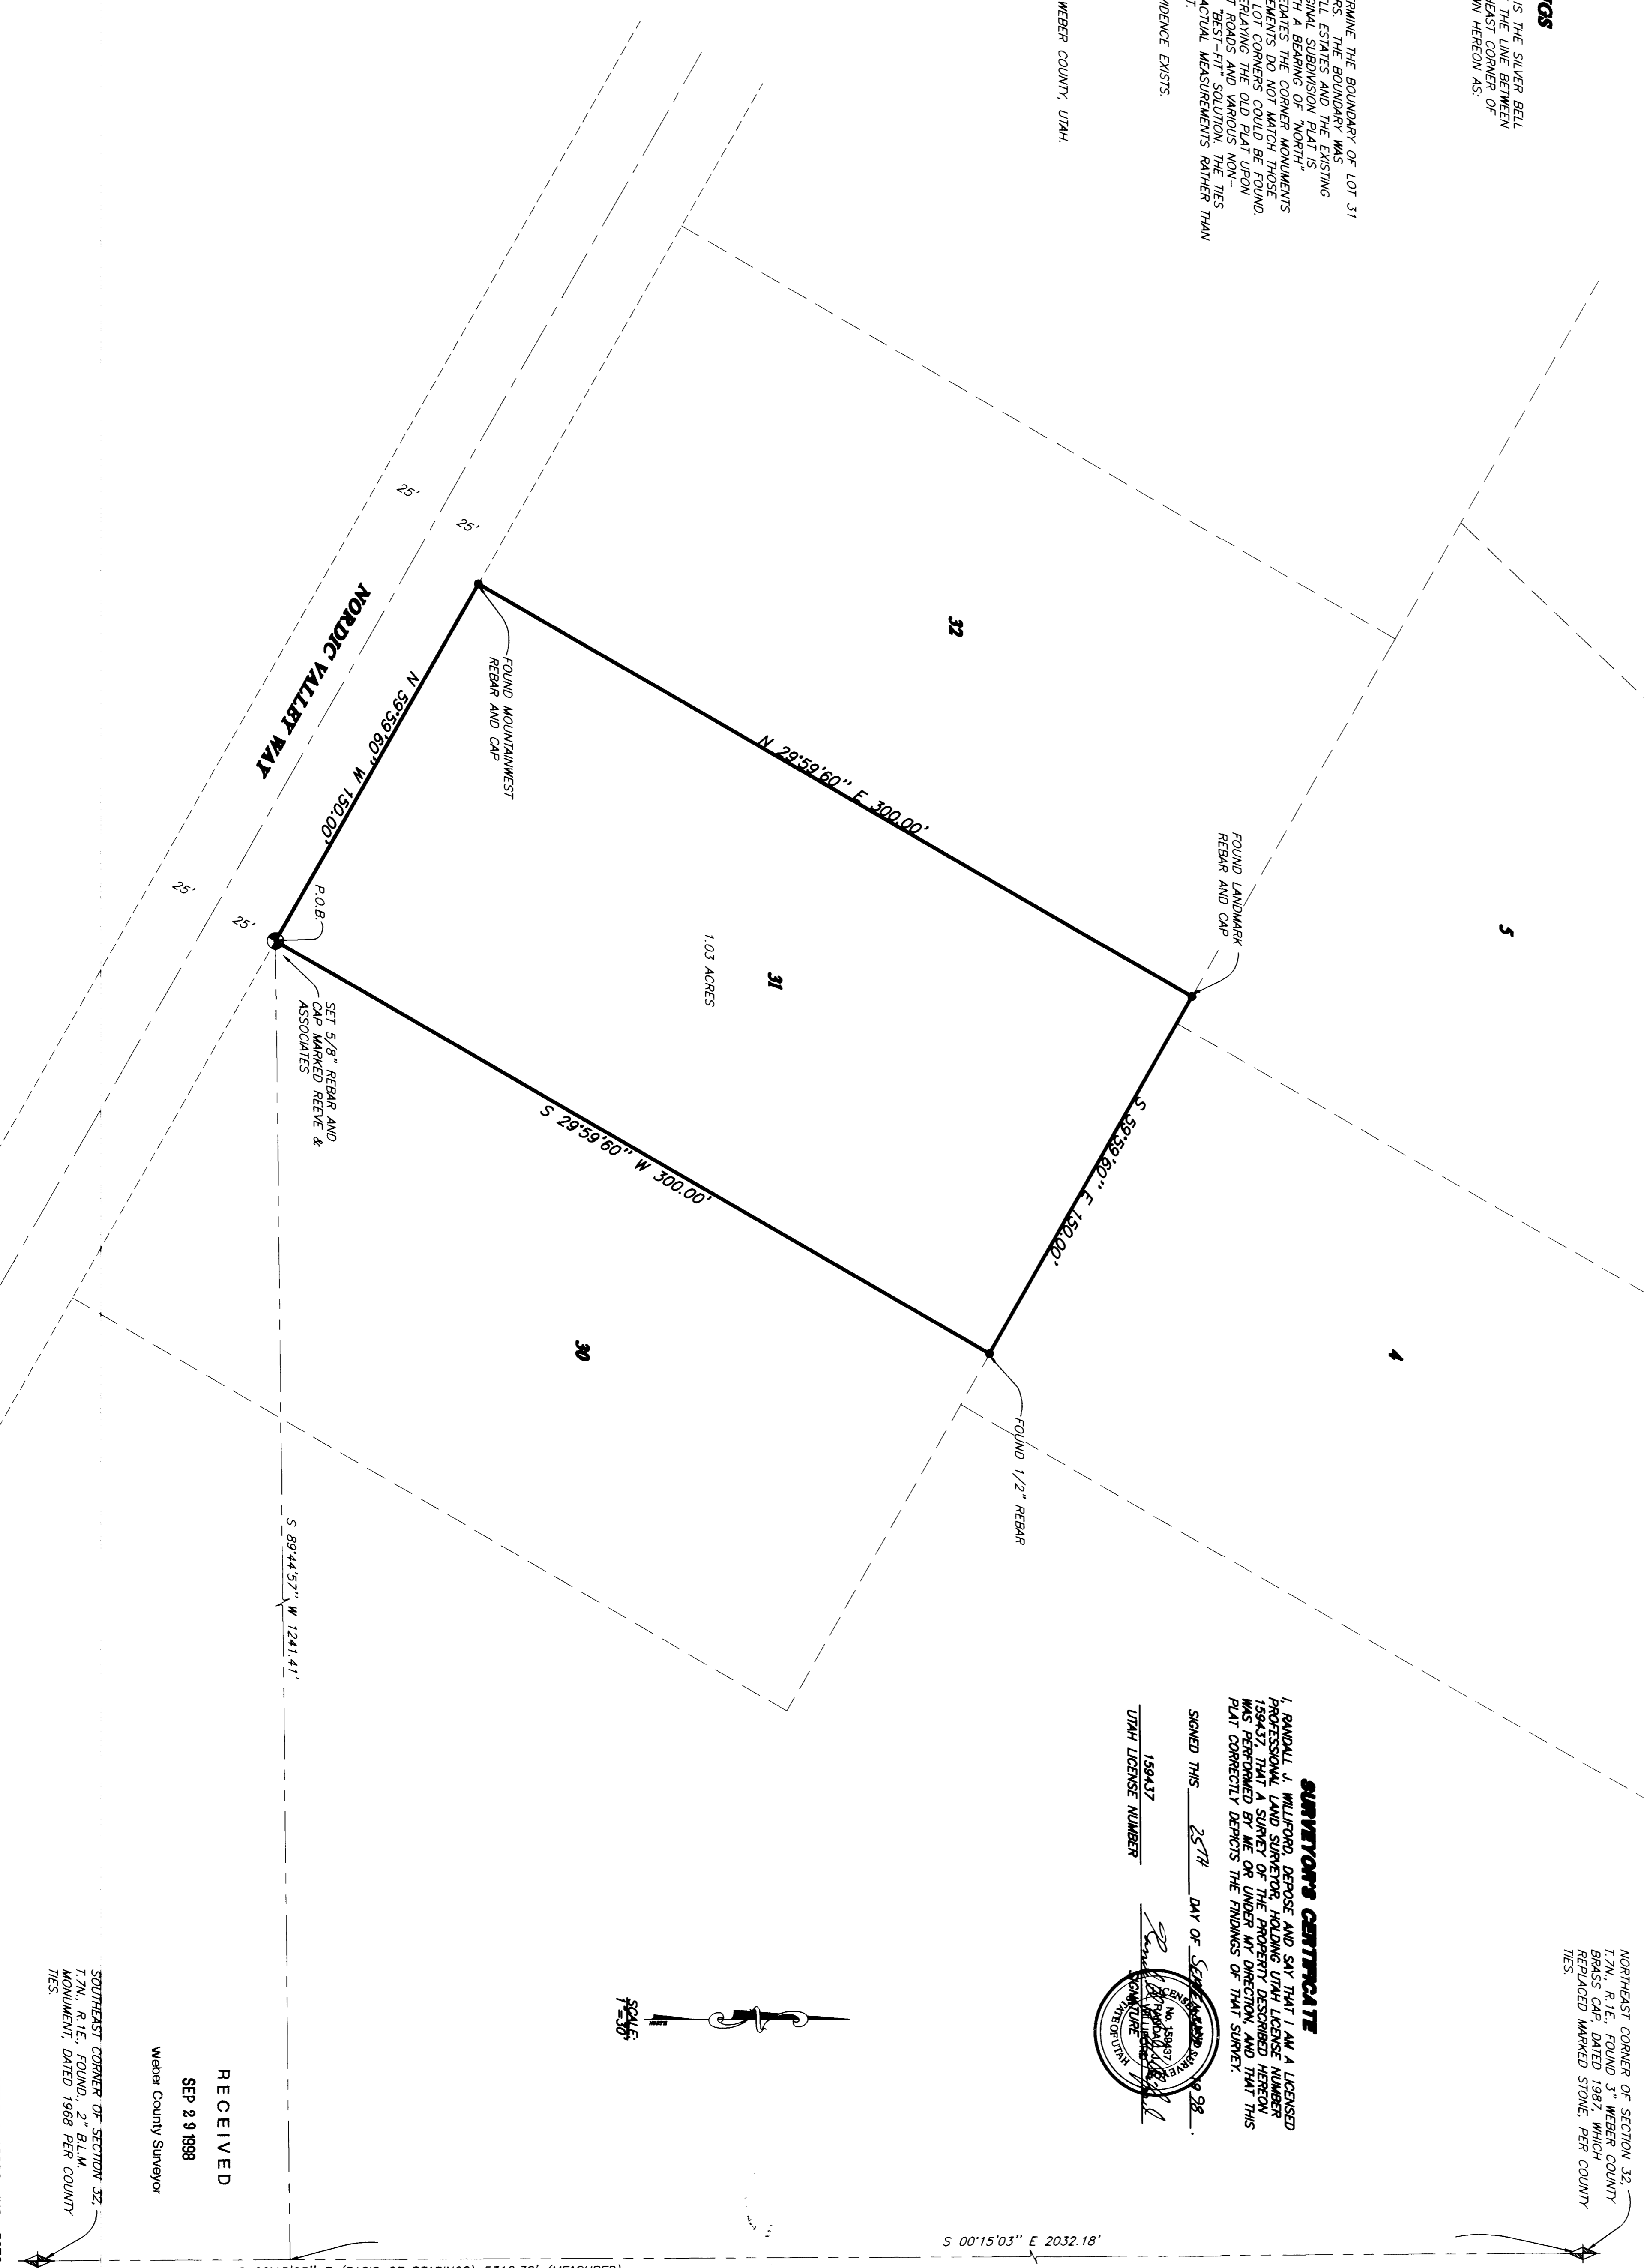 GS
IS THE SILVER BELL
THE LINE BETWEEN
EAST CORNER OF
N HEREON AS:
RMINE THE BOUNDARY OF LOT 31
RS. THE BOUNDARY WAS
LL ESTATES AND THE EXISTING
GINAL SUBDIVISION PLAT IS
TH A BEARING OF "NORTH"
EDATES THE CORNER MONUMENTS
EMENTS DO NOT MATCH THOSE
LOT CORNERS COULD BE FOUND.
ERLAYING THE OLD PLAT UPON
T ROADS AND VARIOUS NON-
"BEST-FIT" SOLUTION. THE TIES
ACTUAL MEASUREMENTS RATHER THAN
T.
IDENCE EXISTS.
WEBER COUNTY, UTAH.
NORTHEAST CORNER OF SECTION 32,
T.7N., R.1E., FOUND 3" WEBER COUNTY
BRASS CAP, DATED 1987, WHICH
REPLACED MARKED STONE, PER COUNTY
TIES.
5
4
32
31
1.03 ACRES
30
FOUND LANDMARK
REBAR AND CAP
FOUND MOUNTAINWEST
REBAR AND CAP
FOUND 1/2" REBAR
SET 5/8" REBAR AND
CAP MARKED REEVE &
ASSOCIATES
P.O.B.
N 29°59'60" E 300.00'
S 59°59'60" E 150.00'
S 29°59'60" W 300.00'
N 59°59'60" W 150.00'
NORDIC VALLEY WAY
25'
25'
25'
25'
S 89°44'57" W 1241.41'
S 00°15'03" E 2032.18'
SURVEYOR'S CERTIFICATE
I, RANDALL J. WILLIFORD, DEPOSE AND SAY THAT I AM A LICENSED
PROFESSIONAL LAND SURVEYOR, HOLDING UTAH LICENSE NUMBER
159437, THAT A SURVEY OF THE PROPERTY DESCRIBED HEREON
WAS PERFORMED BY ME OR UNDER MY DIRECTION, AND THAT THIS
PLAT CORRECTLY DEPICTS THE FINDINGS OF THAT SURVEY.
SIGNED THIS 25TH DAY OF 1998.
159437
UTAH LICENSE NUMBER
SIGNATURE
No. 159437
STATE OF UTAH
SCALE:
1"=30'
RECEIVED
SEP 29 1998
Weber County Surveyor
SOUTHEAST CORNER OF SECTION 32,
T.7N., R.1E., FOUND., 2" B.L.M.
MONUMENT, DATED 1968 PER COUNTY
TIES.